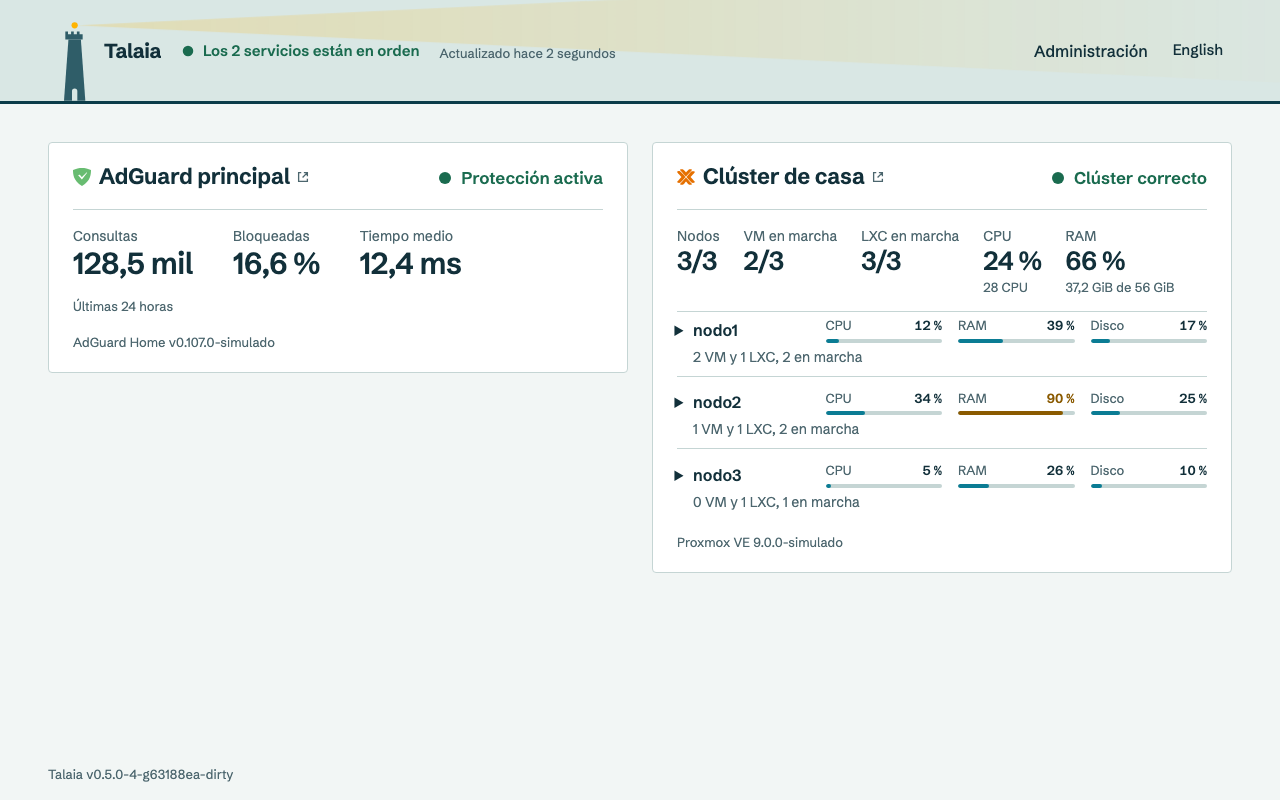 Talaia
Los 2 servicios están en orden
Actualizado hace 2 segundos
Administración
English
AdGuard principal
Protección activa
Consultas
128,5 mil
Bloqueadas
16,6 %
Tiempo medio
12,4 ms
Últimas 24 horas
AdGuard Home v0.107.0-simulado
Clúster de casa
Clúster correcto
Nodos
3/3
VM en marcha
2/3
LXC en marcha
3/3
CPU
24 %
28 CPU
RAM
66 %
37,2 GiB de 56 GiB
nodo1
CPU 12 %
RAM 39 %
Disco 17 %
2 VM y 1 LXC, 2 en marcha
nodo2
CPU 34 %
RAM 90 %
Disco 25 %
1 VM y 1 LXC, 2 en marcha
nodo3
CPU 5 %
RAM 26 %
Disco 10 %
0 VM y 1 LXC, 1 en marcha
Proxmox VE 9.0.0-simulado
Talaia v0.5.0-4-g63188ea-dirty